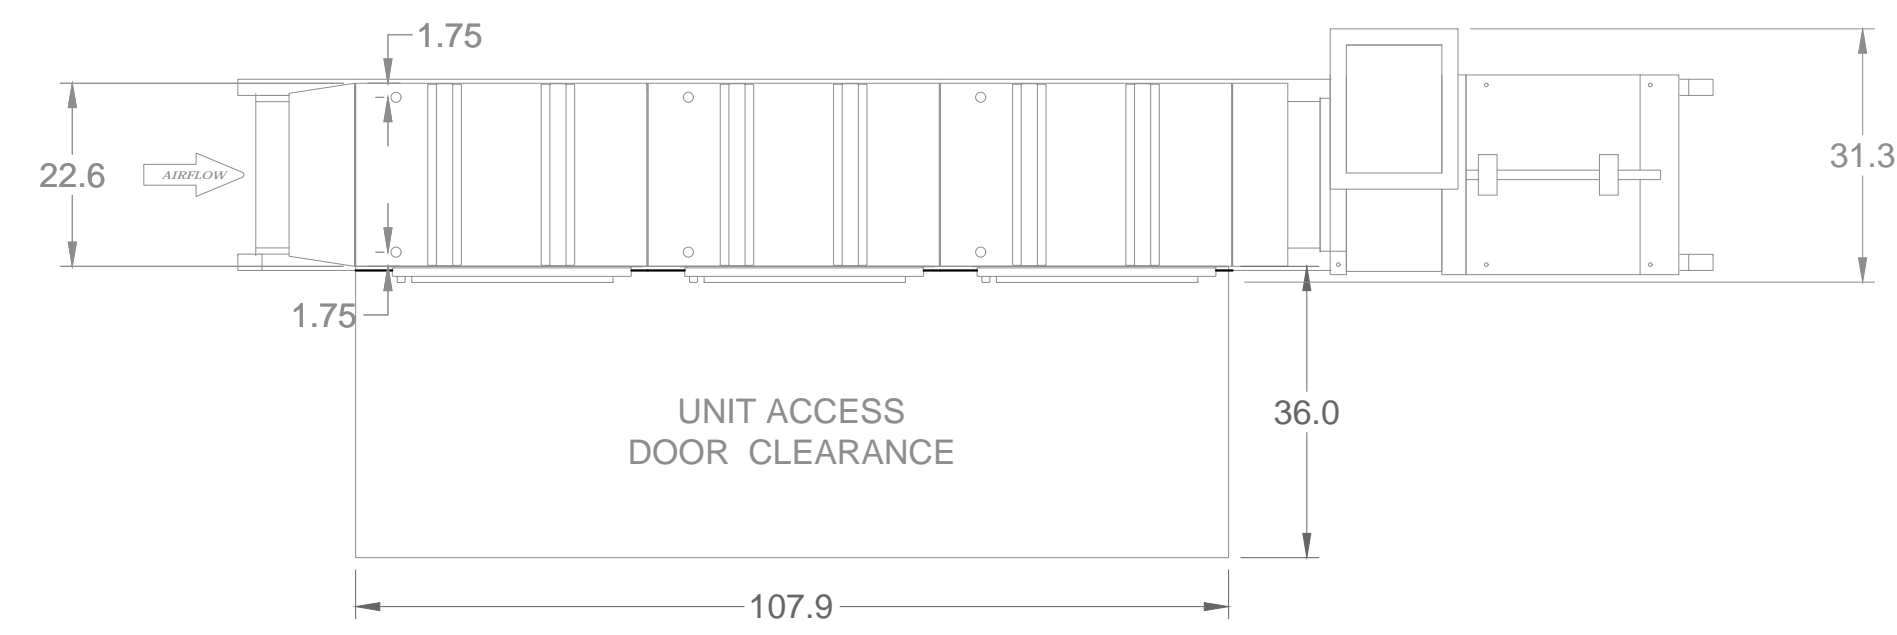 1.75
22.6
AIRFLOW
31.3
1.75
UNIT ACCESS
DOOR CLEARANCE
36.0
107.9